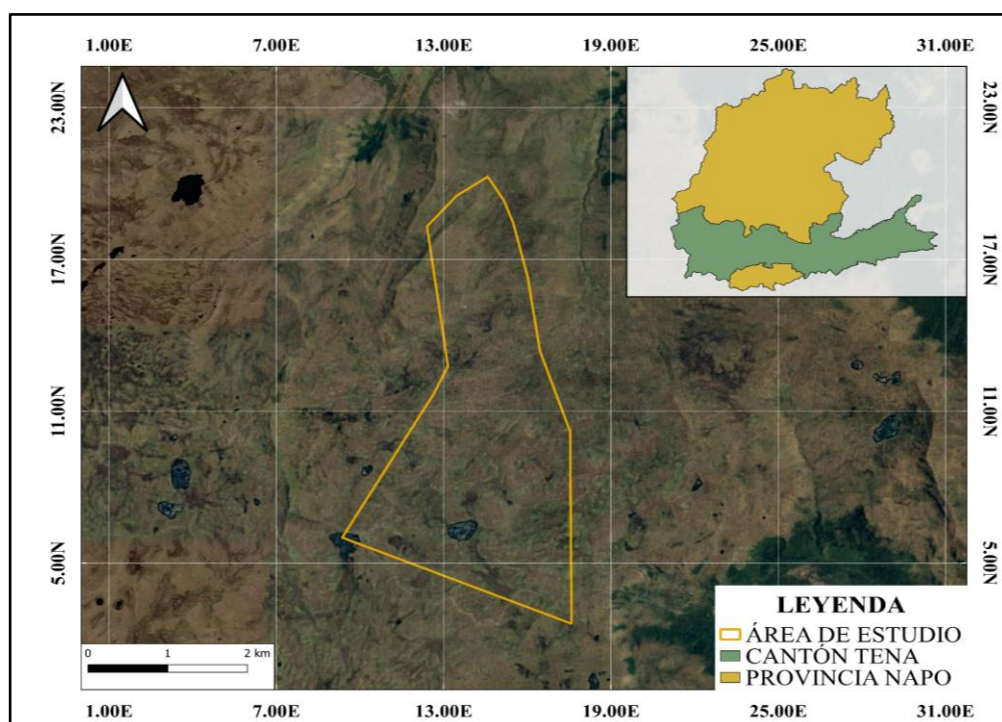 1.00E 7.00E 13.00E 19.00E 25.00E 31.00E
23.00N 23.00N
17.00N 17.00N
11.00N 11.00N
5.00N 5.00N
LEYENDA
ÁREA DE ESTUDIO
CANTÓN TENA
PROVINCIA NAPO
0 1 2 km
1.00E 7.00E 13.00E 19.00E 25.00E 31.00E